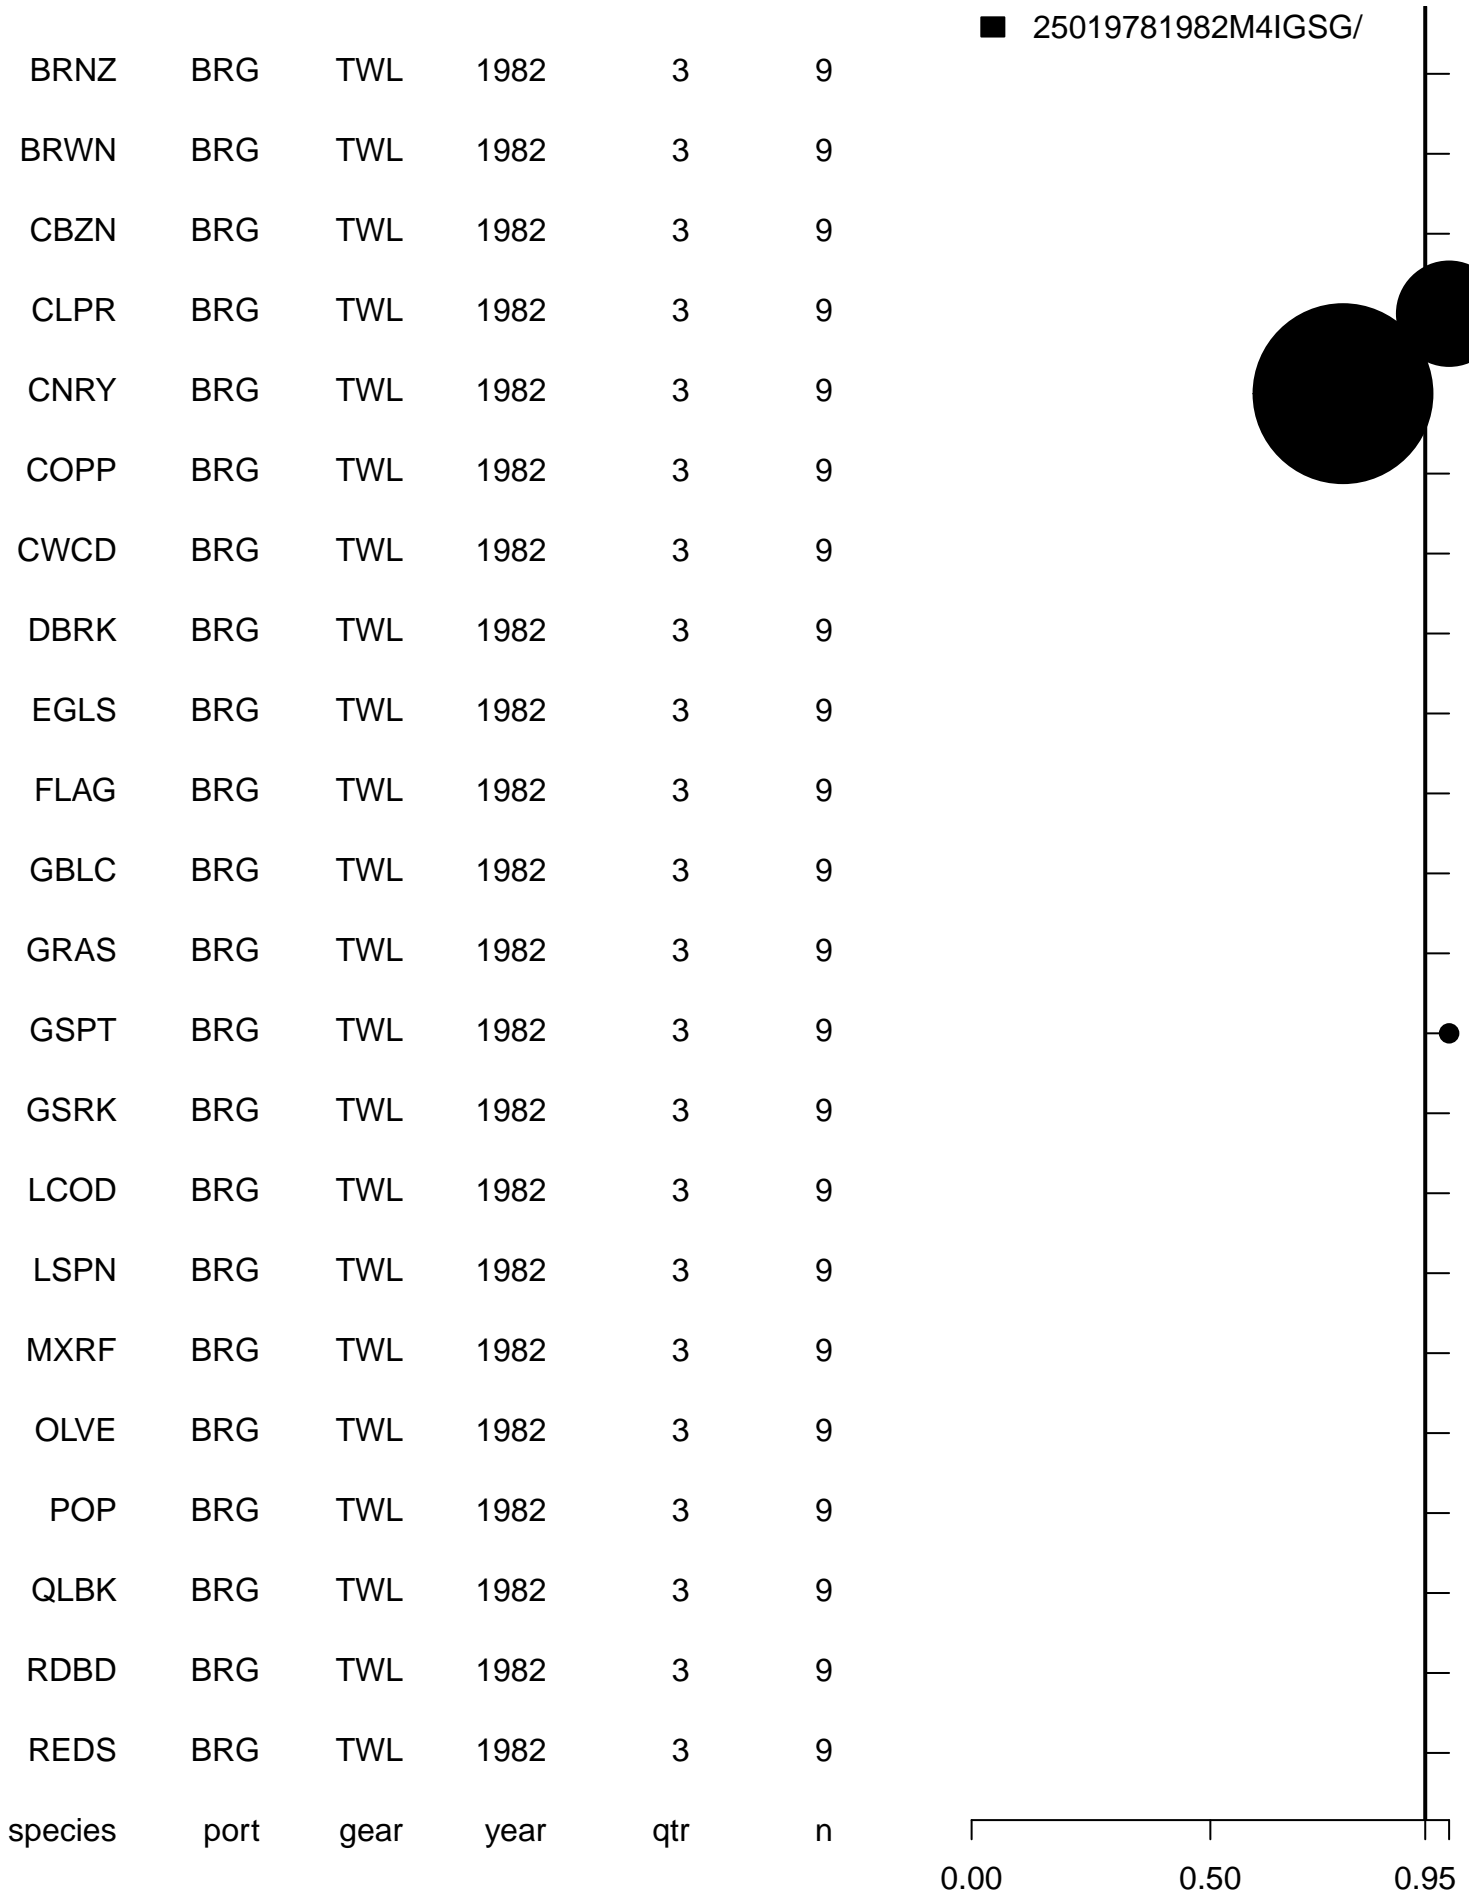 25019781982M4IGSG/
BRNZ BRG TWL 1982 3 9
BRWN BRG TWL 1982 3 9
CBZN BRG TWL 1982 3 9
CLPR BRG TWL 1982 3 9
CNRY BRG TWL 1982 3 9
COPP BRG TWL 1982 3 9
CWCD BRG TWL 1982 3 9
DBRK BRG TWL 1982 3 9
EGLS BRG TWL 1982 3 9
FLAG BRG TWL 1982 3 9
GBLC BRG TWL 1982 3 9
GRAS BRG TWL 1982 3 9
GSPT BRG TWL 1982 3 9
GSRK BRG TWL 1982 3 9
LCOD BRG TWL 1982 3 9
LSPN BRG TWL 1982 3 9
MXRF BRG TWL 1982 3 9
OLVE BRG TWL 1982 3 9
POP BRG TWL 1982 3 9
QLBK BRG TWL 1982 3 9
RDBD BRG TWL 1982 3 9
REDS BRG TWL 1982 3 9
species port gear year qtr n
0.00 0.50 0.95